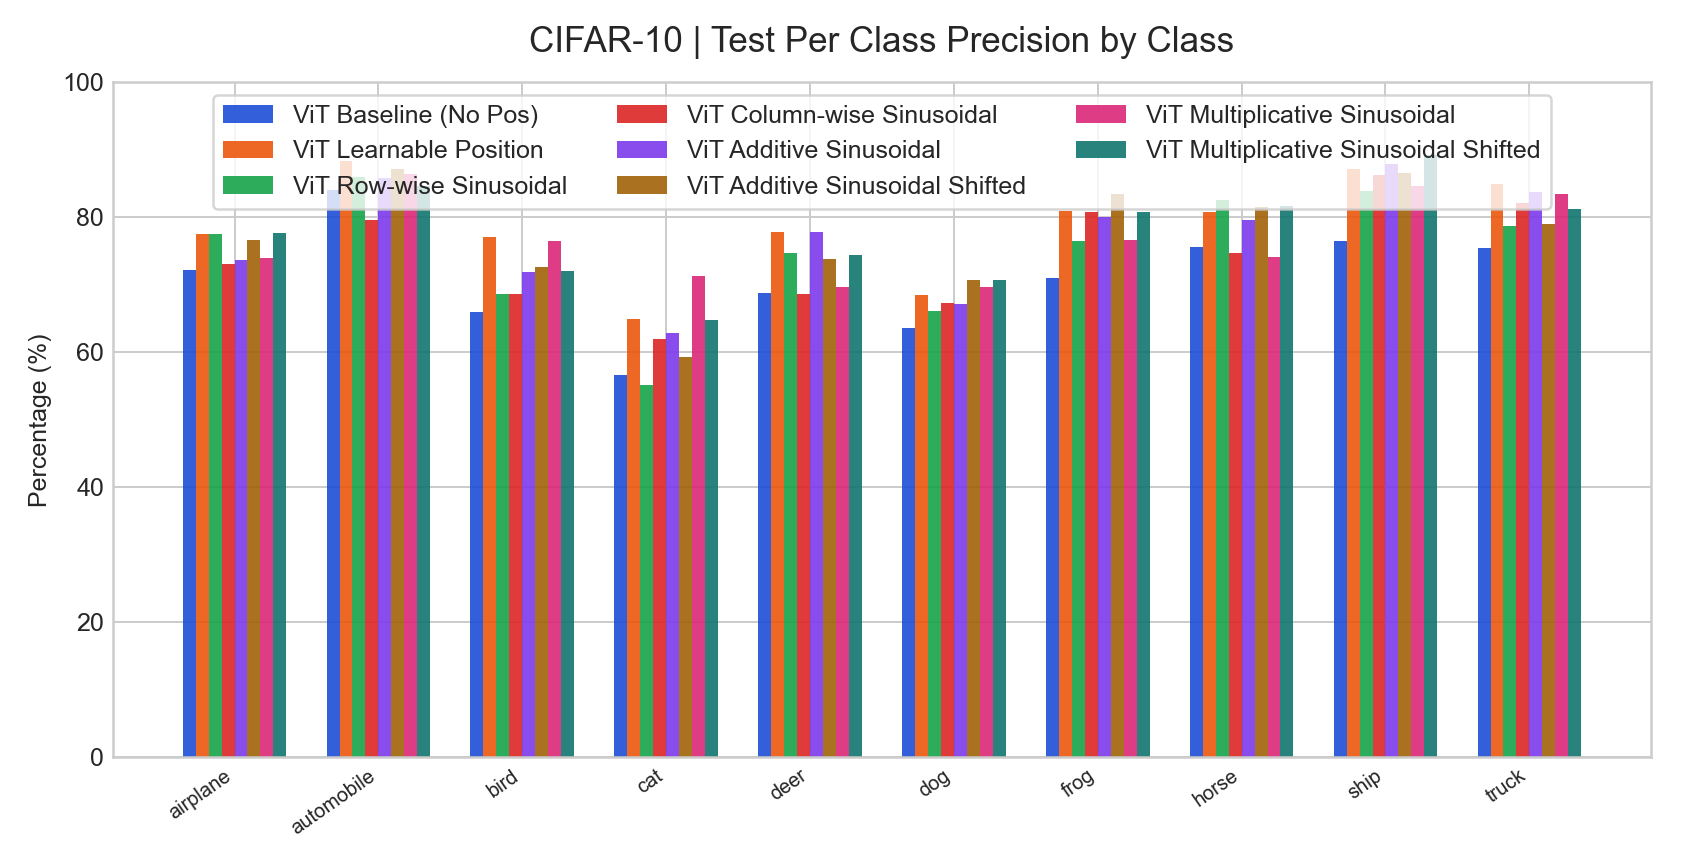 CIFAR-10 | Test Per Class Precision by Class
100
80
60
40
20
0
Percentage (%)
ViT Baseline (No Pos)
ViT Learnable Position
ViT Row-wise Sinusoidal
ViT Column-wise Sinusoidal
ViT Additive Sinusoidal
ViT Additive Sinusoidal Shifted
ViT Multiplicative Sinusoidal
ViT Multiplicative Sinusoidal Shifted
airplane
automobile
bird
cat
deer
dog
frog
horse
ship
truck